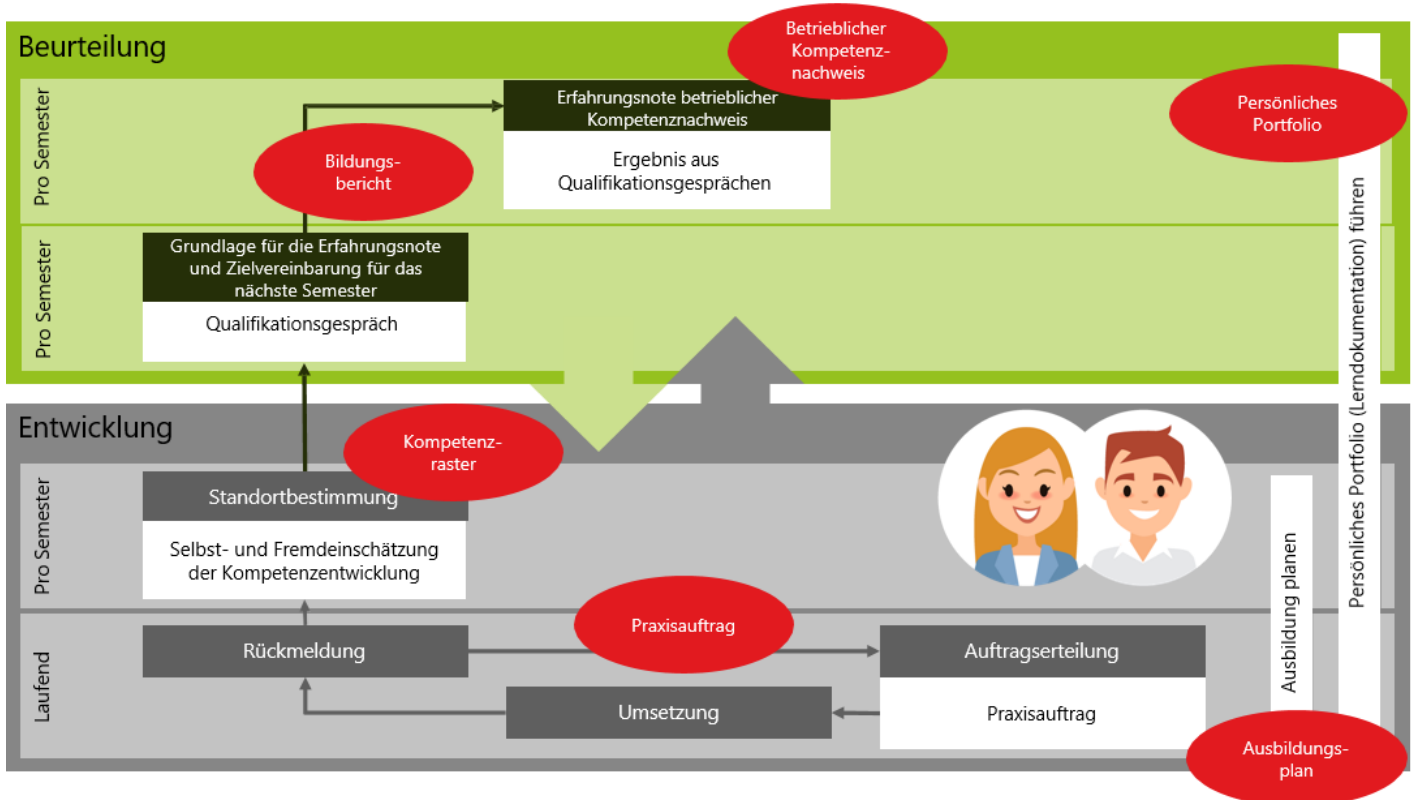 Beurteilung
Betrieblicher
Kompetenz-
nachweis
Pro Semester
Erfahrungsnote betrieblicher
Kompetenznachweis
Ergebnis aus
Qualifikationsgesprächen
Persönliches
Portfolio
Bildungs-
bericht
Pro Semester
Grundlage für die Erfahrungsnote
und Zielvereinbarung für das
nächste Semester
Qualifikationsgespräch
Persönliches Portfolio (Lerndokumentation) führen
Entwicklung
Kompetenz-
raster
Pro Semester
Standortbestimmung
Selbst- und Fremdeinschätzung
der Kompetenzentwicklung
Ausbildung planen
Laufend
Rückmeldung
Praxisauftrag
Auftragserteilung
Umsetzung
Praxisauftrag
Ausbildungs-
plan